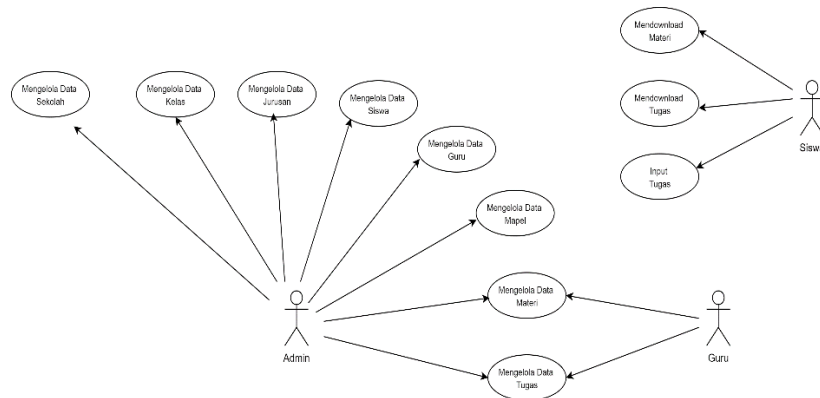 Mendownload
Materi
Mengelola Data
Sekolah
Mengelola Data
Kelas
Mengelola Data
Jurusan
Mengelola Data
Siswa
Mendownload
Tugas
Siswa
Mengelola Data
Guru
Input
Tugas
Mengelola Data
Mapel
Mengelola Data
Materi
Admin
Guru
Mengelola Data
Tugas